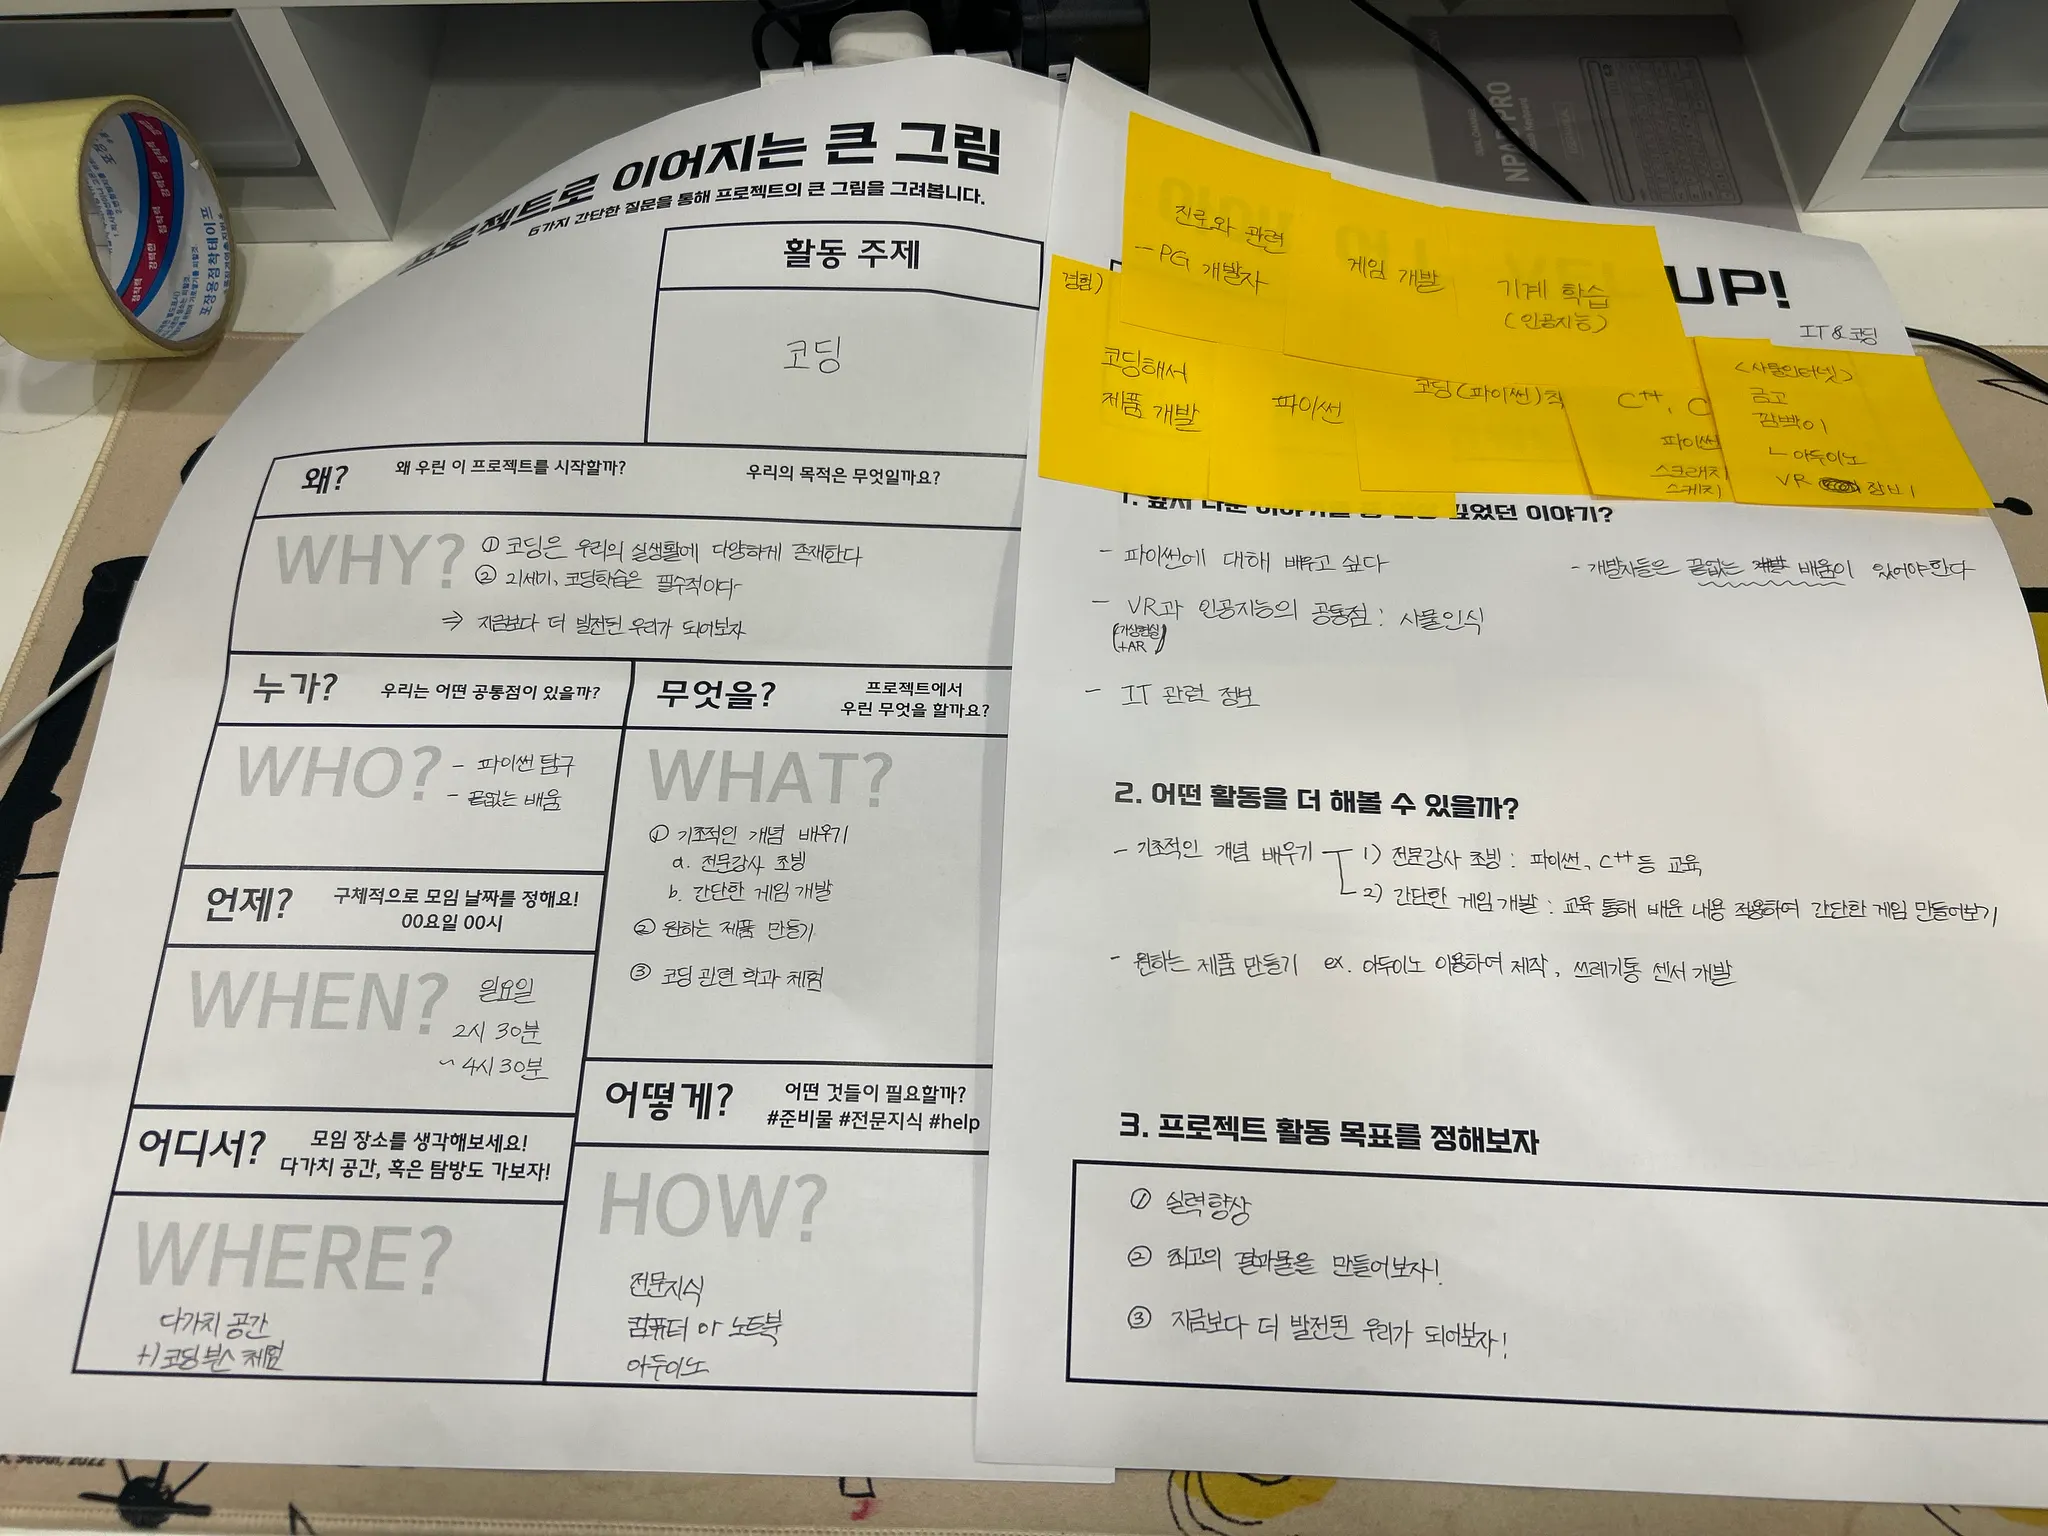 프로젝트로 이어지는 큰 그림
6가지 간단한 질문을 통해 프로젝트의 큰 그림을 그려봅니다.
활동 주제
코딩
왜?
왜 우린 이 프로젝트를 시작할까?
우리의 목적은 무엇일까요?
WHY?
① 코딩은 우리의 실생활에 다양하게 존재한다
② 21세기, 코딩학습은 필수적이다
⇒ 지금보다 더 발전된 우리가 되어보자
누가?
우리는 어떤 공통점이 있을까?
WHO?
- 파이썬 탐구
- 끝없는 배움
무엇을?
프로젝트에서
우린 무엇을 할까요?
WHAT?
① 기초적인 개념 배우기
a. 전문강사 초빙
b. 간단한 게임 개발
② 원하는 제품 만들기
③ 코딩 관련 학과 체험
언제?
구체적으로 모임 날짜를 정해요!
00요일 00시
WHEN?
일요일
2시 30분
~ 4시 30분
어디서?
모임 장소를 생각해보세요!
다가치 공간, 혹은 탐방도 가보자!
WHERE?
다가치 공간
+) 코딩 부스 체험
어떻게?
어떤 것들이 필요할까?
#준비물 #전문지식 #help
HOW?
전문지식
컴퓨터 or 노트북
아두이노
UP!
IT & 코딩
진로와 관련
- PG 개발자
게임 개발
기계 학습
(인공지능)
경험)
코딩해서
제품 개발
파이썬
코딩(파이썬)
C++, C
파이썬
스크래치
스케치
<사물인터넷>
금고
깜빡이
ㄴ 아두이노
VR 장비
이야기?
- 파이썬에 대해 배우고 싶다
- 개발자들은 끝없는 배움이 있어야한다
- VR과 인공지능의 공통점 : 사물인식
(가상현실
+AR)
- IT 관련 정보
2. 어떤 활동을 더 해볼 수 있을까?
- 기초적인 개념 배우기
1) 전문강사 초빙 : 파이썬, C++ 등 교육
2) 간단한 게임 개발 : 교육 통해 배운 내용 적용하여 간단한 게임 만들어보기
- 원하는 제품 만들기 ex. 아두이노 이용하여 제작, 쓰레기통 센서 개발
3. 프로젝트 활동 목표를 정해보자
① 실력향상
② 최고의 결과물을 만들어보자!
③ 지금보다 더 발전된 우리가 되어보자!
포장용점착테이프
점착력 강력한